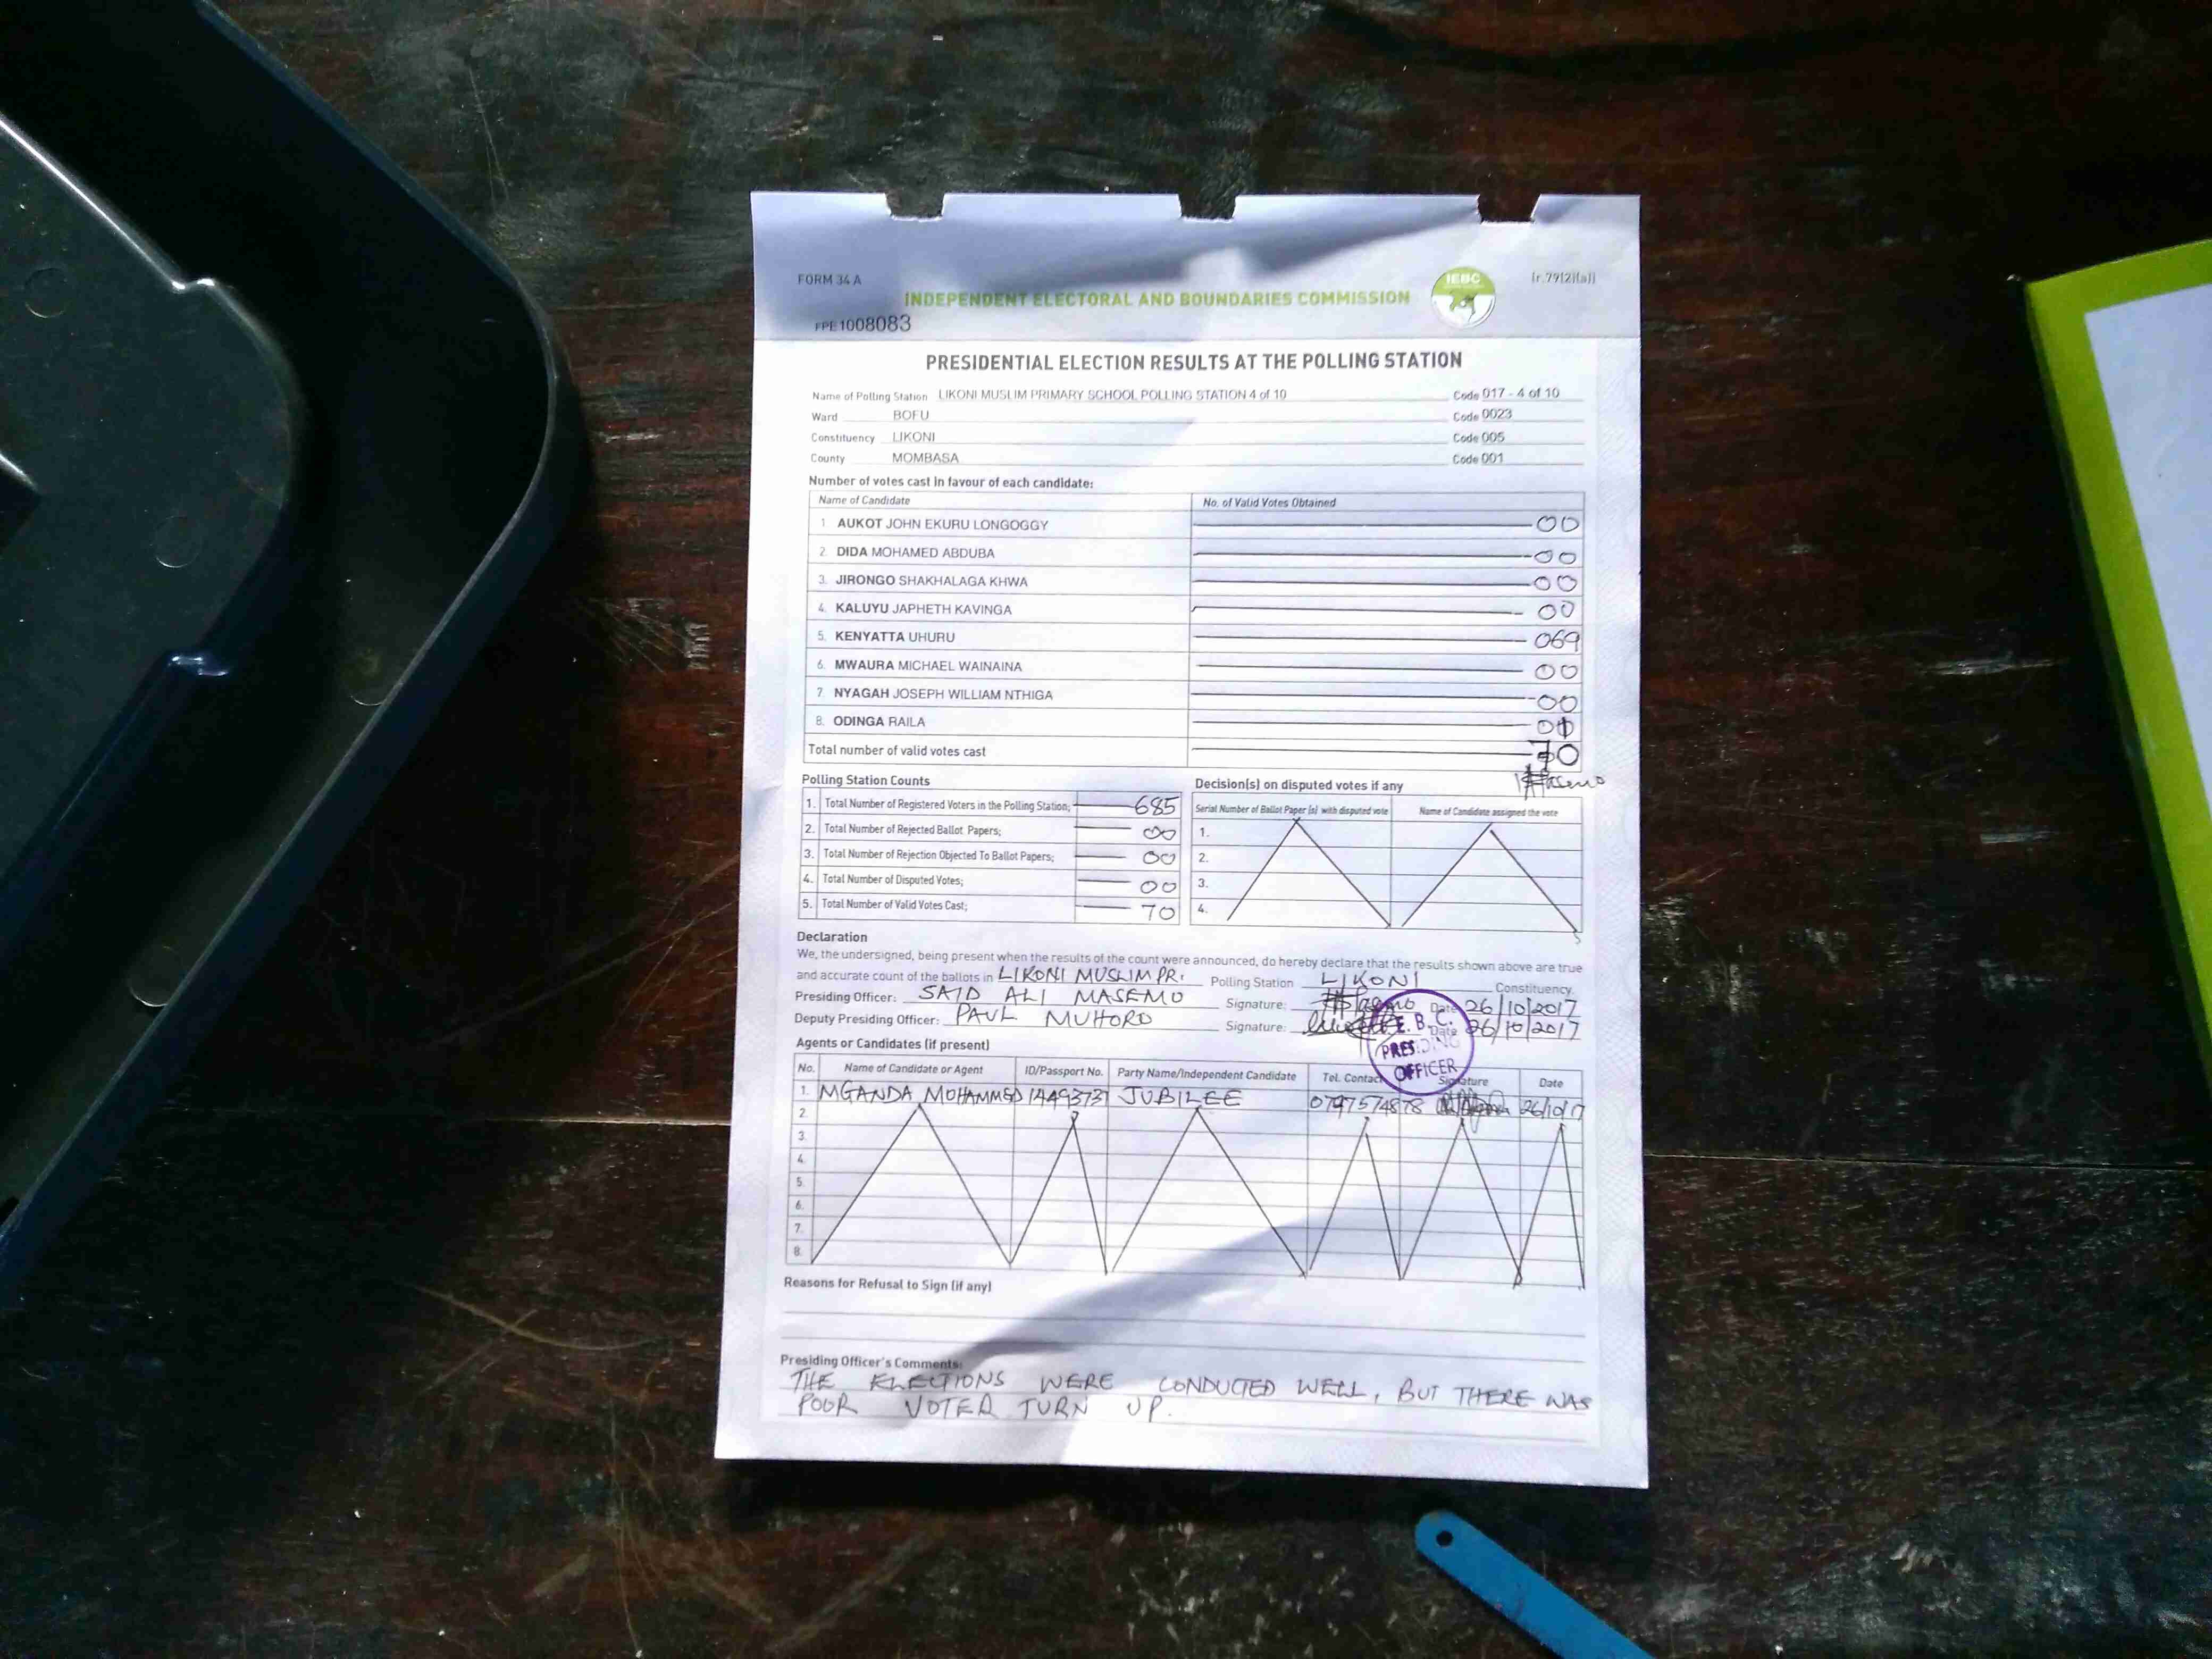 FORM 34 A
IEBC
(r.79(2)(a))
INDEPENDENT ELECTORAL AND BOUNDARIES COMMISSION
FPE1008083
PRESIDENTIAL ELECTION RESULTS AT THE POLLING STATION
Name of Polling Station LIKONI MUSLIM PRIMARY SCHOOL POLLING STATION 4 of 10 Code 017 - 4 of 10
Ward BOFU Code 0023
Constituency LIKONI Code 005
County MOMBASA Code 001
Number of votes cast in favour of each candidate:
Name of Candidate No. of Valid Votes Obtained
1 AUKOT JOHN EKURU LONGOGGY 00
2. DIDA MOHAMED ABDUBA 00
3. JIRONGO SHAKHALAGA KHWA 00
4. KALUYU JAPHETH KAVINGA 00
5. KENYATTA UHURU 069
6. MWAURA MICHAEL WAINAINA 00
7. NYAGAH JOSEPH WILLIAM NTHIGA 00
8. ODINGA RAILA 01
Total number of valid votes cast 70
Polling Station Counts
1. Total Number of Registered Voters in the Polling Station; 685
2. Total Number of Rejected Ballot Papers; 00
3. Total Number of Rejection Objected To Ballot Papers; 00
4. Total Number of Disputed Votes; 00
5. Total Number of Valid Votes Cast; 70
Decision(s) on disputed votes if any
Serial Number of Ballot Paper (s) with disputed vote Name of Candidate assigned the vote
1.
2.
3.
4.
Declaration
We, the undersigned, being present when the results of the count were announced, do hereby declare that the results shown above are true
and accurate count of the ballots in LIKONI MUSLIM PR. Polling Station LIKONI Constituency.
Presiding Officer: SAID ALI MASEMO Signature: Date 26/10/2017
Deputy Presiding Officer: PAUL MUHORO Signature: Date 26/10/2017
I.E.B.C.
PRESIDING
OFFICER
Agents or Candidates (if present)
No. Name of Candidate or Agent ID/Passport No. Party Name/Independent Candidate Tel. Contact Signature Date
1. MGANDA MOHAMMED 14493737 JUBILEE 0797574878 26/10/17
2.
3.
4.
5.
6.
7.
8.
Reasons for Refusal to Sign (if any)
Presiding Officer's Comments:
THE ELECTIONS WERE CONDUCTED WELL, BUT THERE WAS
POOR VOTER TURN UP.